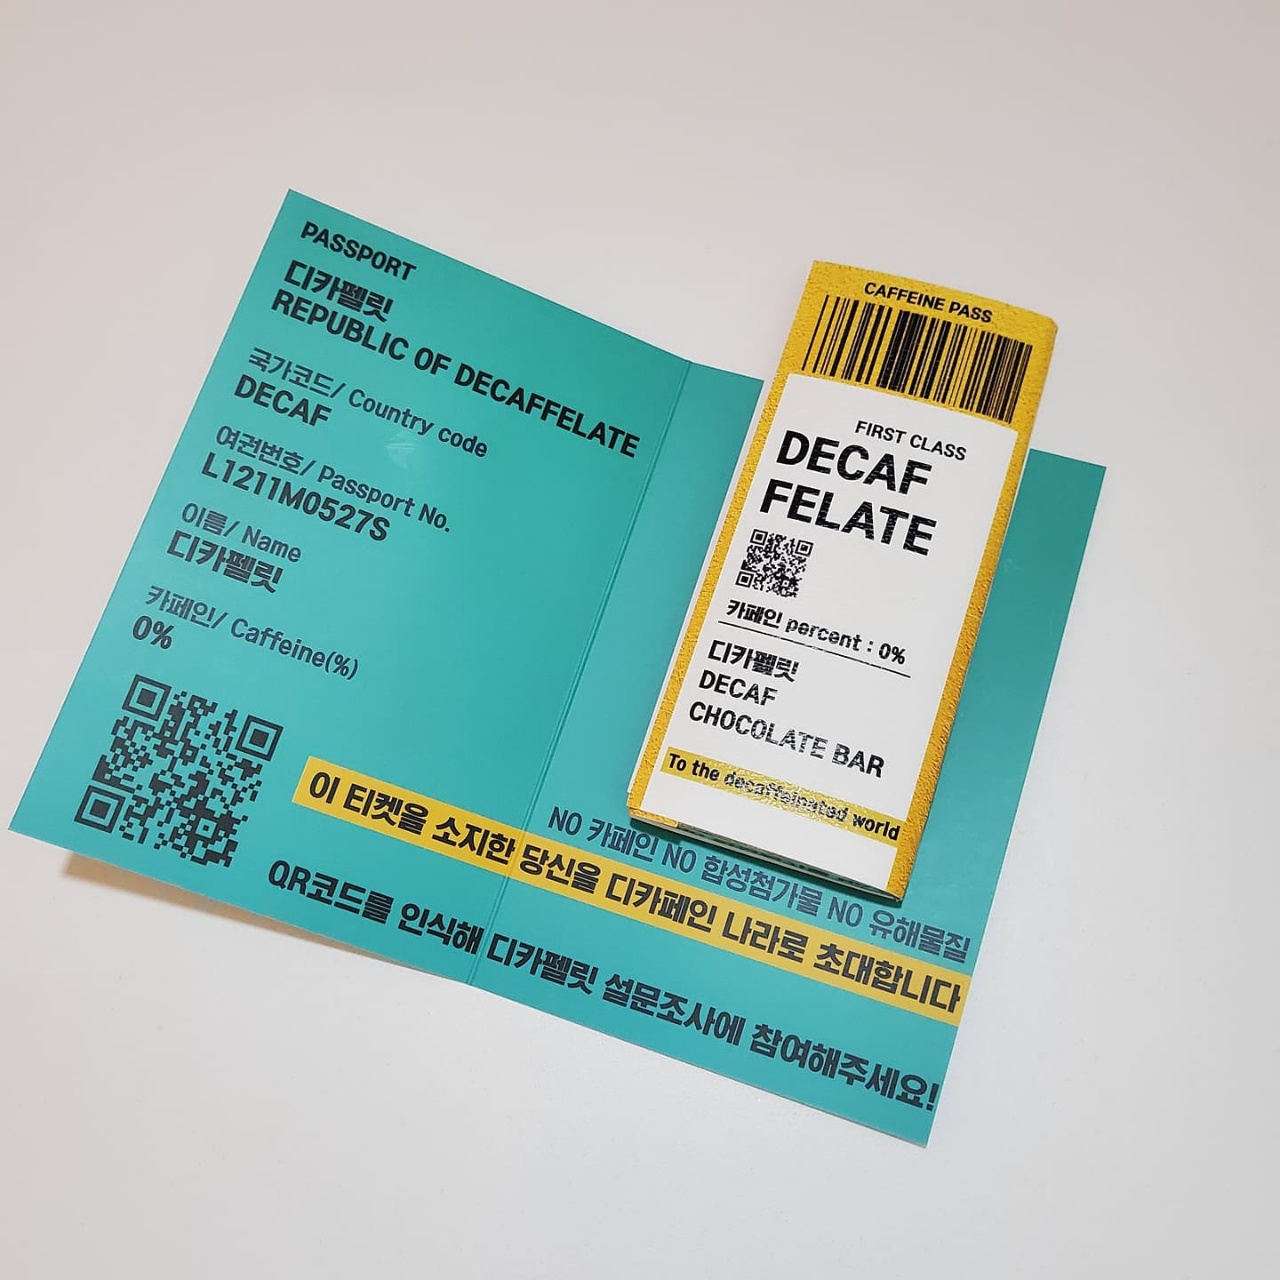 PASSPORT
디카펠릿
REPUBLIC OF DECAFFELATE
국가코드/ Country code
DECAF
여권번호/ Passport No.
L1211M0527S
이름/ Name
디카펠릿
카페인/ Caffeine(%)
0%
NO 카페인 NO 합성첨가물 NO 유해물질
이 티켓을 소지한 당신을 디카페인 나라로 초대합니다
QR코드를 인식해 디카펠릿 설문조사에 참여해주세요!
CAFFEINE PASS
FIRST CLASS
DECAF
FELATE
카페인 percent : 0%
디카펠릿
DECAF
CHOCOLATE BAR
To the decaffeinated world